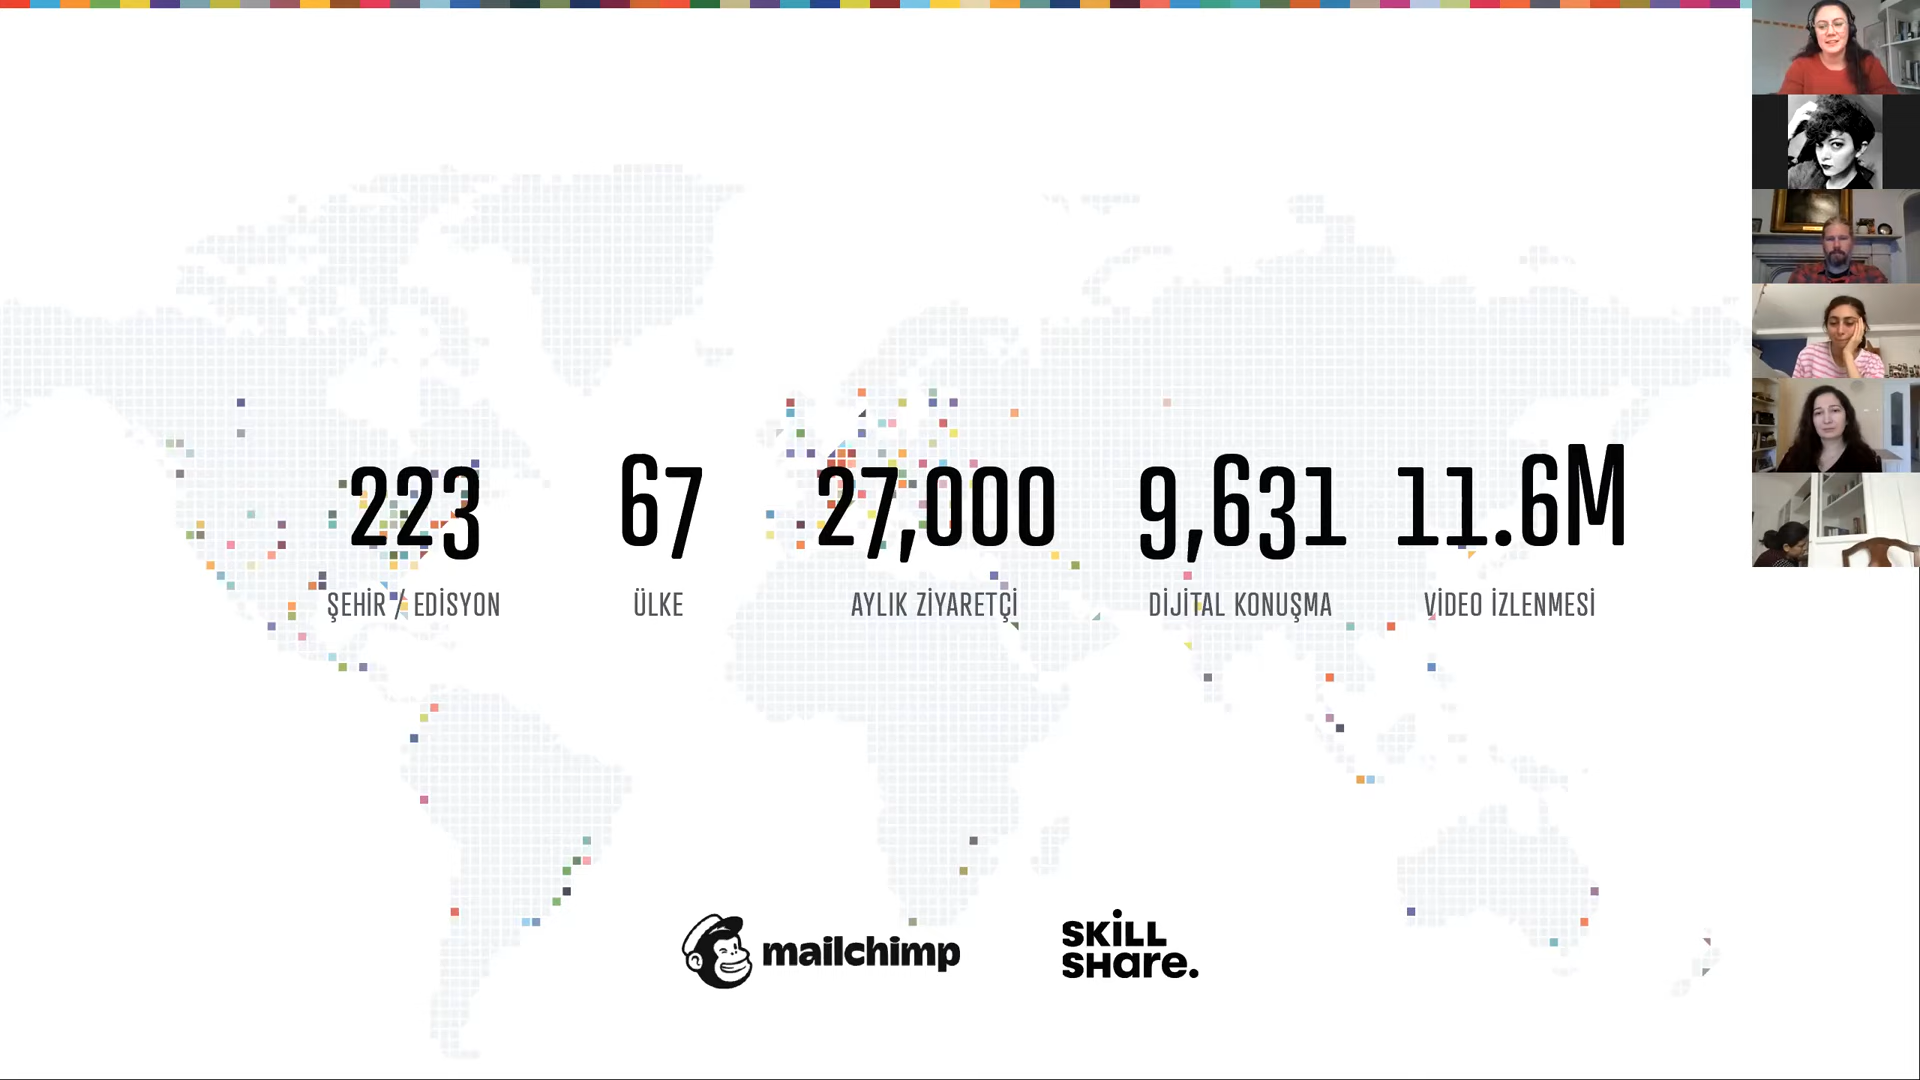 223
ŞEHİR / EDİSYON
67
ÜLKE
27,000
AYLIK ZİYARETÇİ
9,631
DİJİTAL KONUŞMA
11.6M
VİDEO İZLENMESİ
mailchimp
SKILL
SHare.